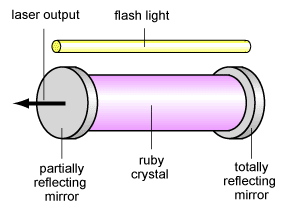 laser output
flash light
partially
reflecting
mirror
ruby
crystal
totally
reflecting
mirror